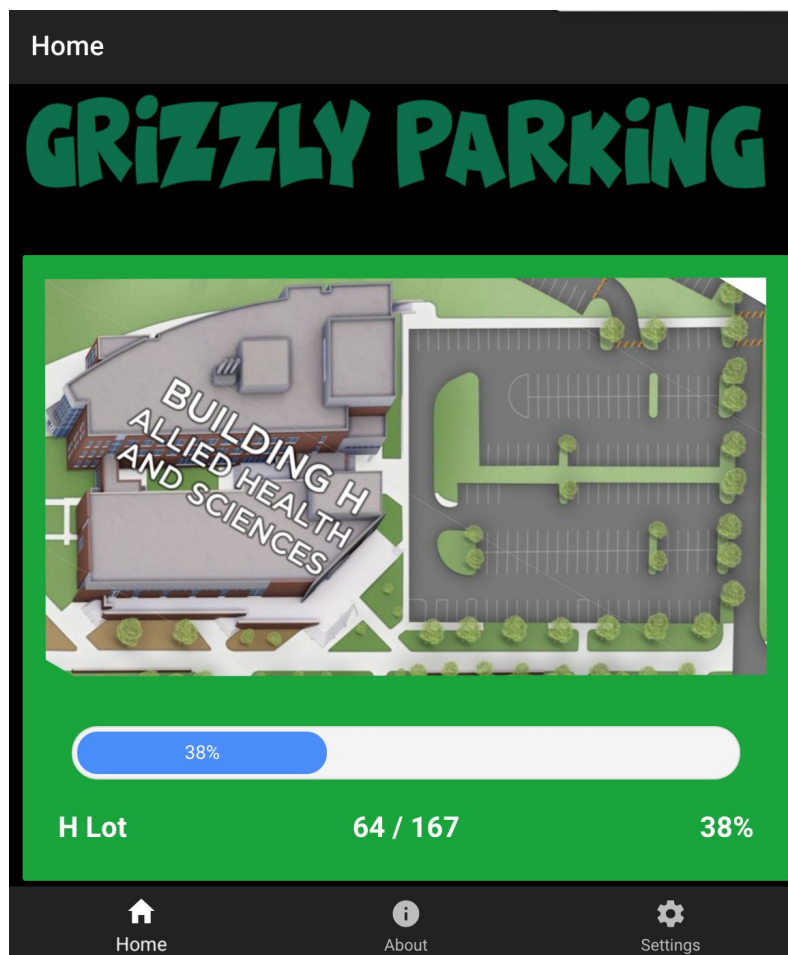 Home
GRiZZLY PARKiNG
BUILDING H
ALLIED HEALTH
AND SCIENCES
38%
H Lot 64 / 167 38%
Home About Settings